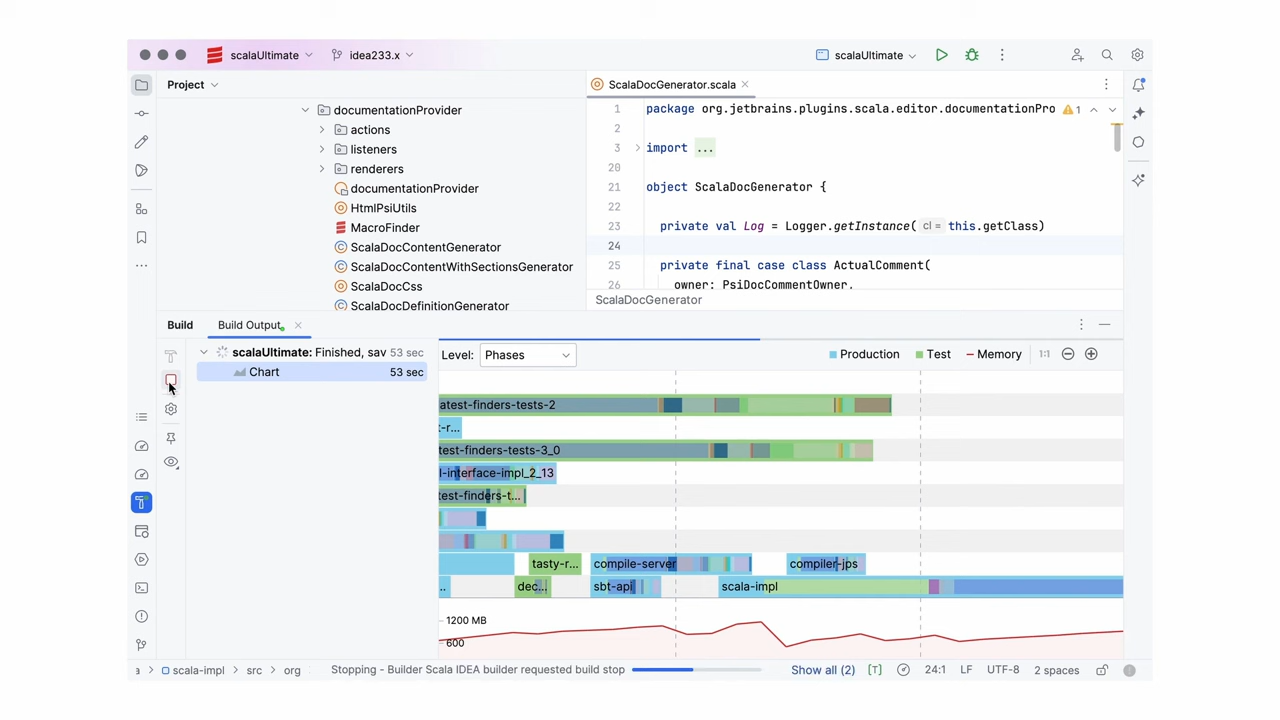 scalaUltimate
idea233.x
scalaUltimate
Project
ScalaDocGenerator.scala
documentationProvider
actions
listeners
renderers
documentationProvider
HtmlPsiUtils
MacroFinder
ScalaDocContentGenerator
ScalaDocContentWithSectionsGenerator
ScalaDocCss
ScalaDocDefinitionGenerator
1 package org.jetbrains.plugins.scala.editor.documentationPro
1
2
3 import ...
20
21 object ScalaDocGenerator {
22
23 private val Log = Logger.getInstance( cl = this.getClass)
24
25 private final case class ActualComment(
26 owner: PsiDocCommentOwner,
ScalaDocGenerator
Build
Build Output
scalaUltimate: Finished, sav 53 sec
Chart 53 sec
Level: Phases
Production
Test
Memory
1:1
atest-finders-tests-2
t-r...
test-finders-tests-3_0
l-interface-impl_2_13
test-finders-t...
tasty-r... compile-server compiler-jps
.. dec... sbt-api scala-impl
1200 MB
600
a > scala-impl > src > org
Stopping - Builder Scala IDEA builder requested build stop
Show all (2)
[T]
24:1
LF
UTF-8
2 spaces